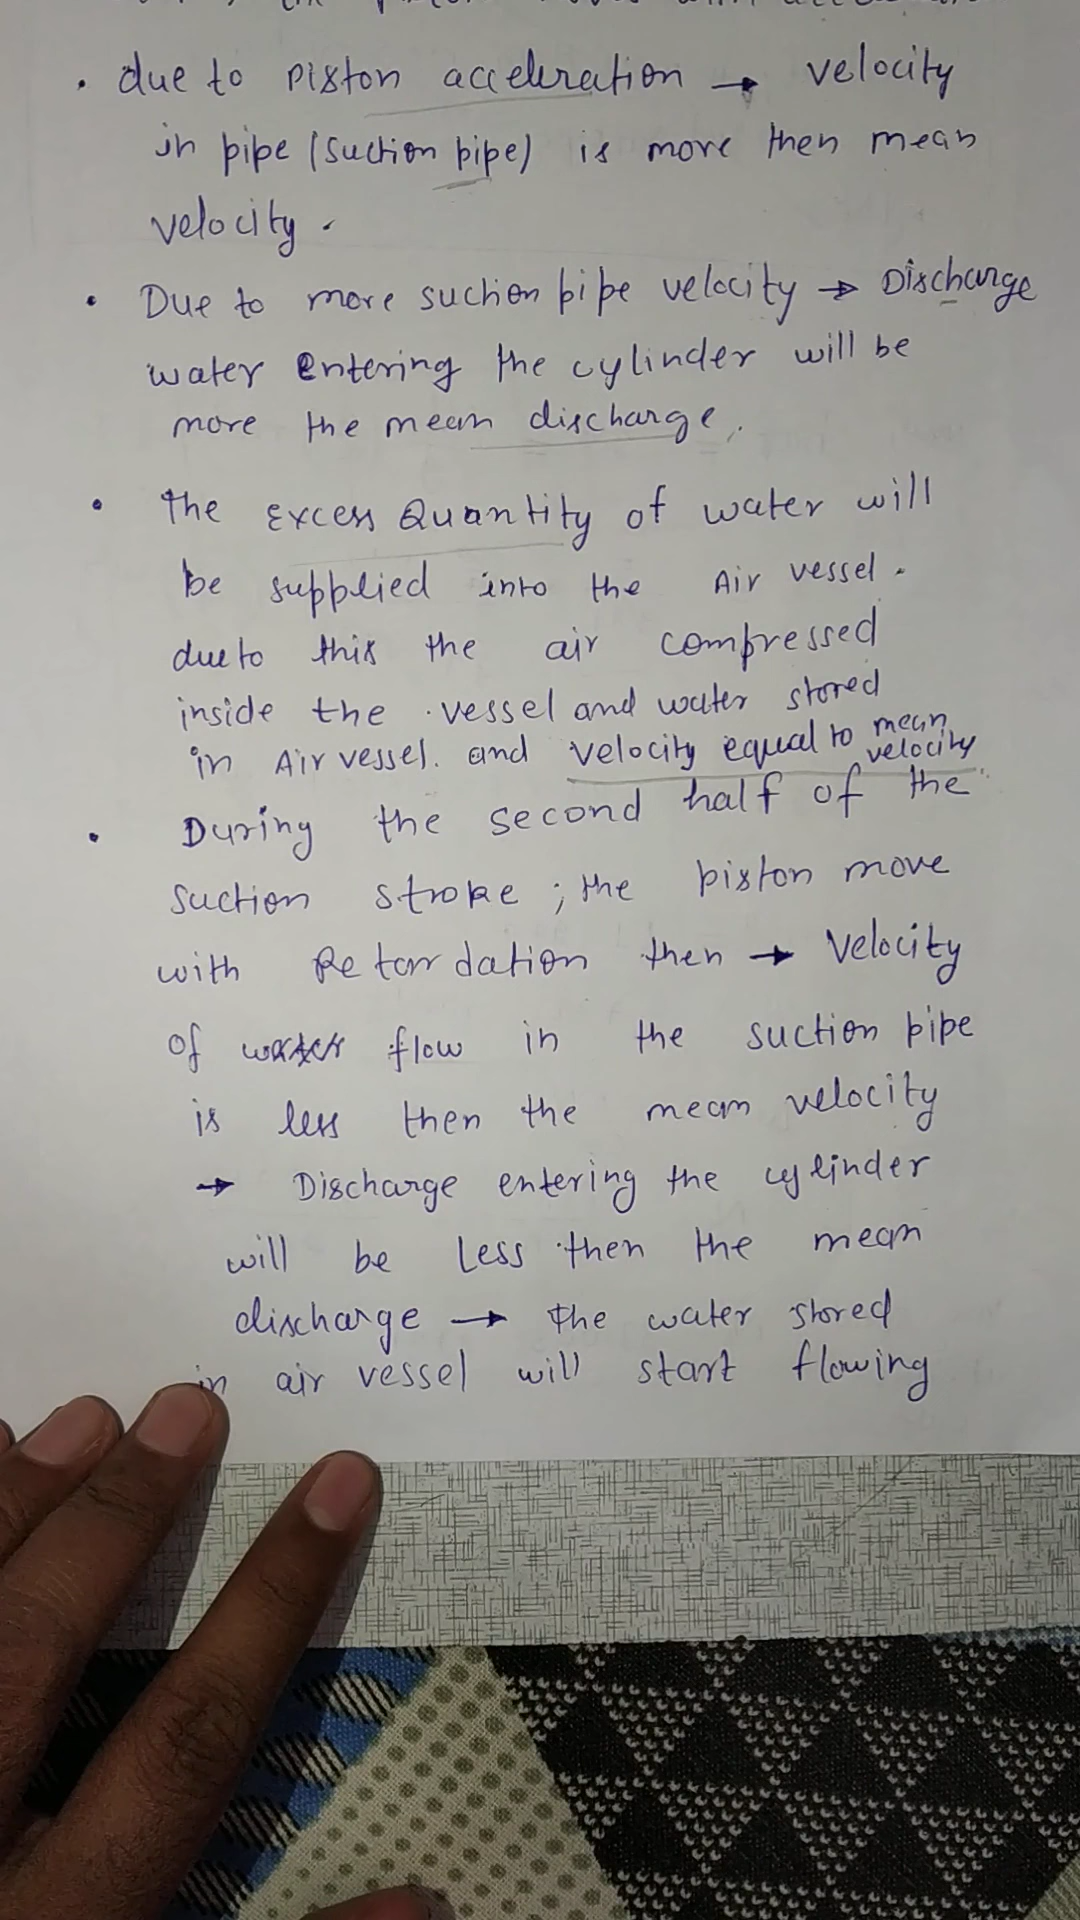 • due to piston acceleration → velocity
in pipe (suction pipe) is more then mean
velocity.
• Due to more suction pipe velocity → Discharge
water entering the cylinder will be
more the mean discharge.
• the excess Quantity of water will
be supplied into the Air vessel.
due to this the air compressed
inside the vessel and water stored
in Air vessel. and velocity equal to mean
velocity
• During the second half of the
suction stroke ; the piston move
with Retardation then → Velocity
of water flow in the suction pipe
is less then the mean velocity
→ Discharge entering the cylinder
will be Less then the mean
discharge → the water stored
in air vessel will start flowing